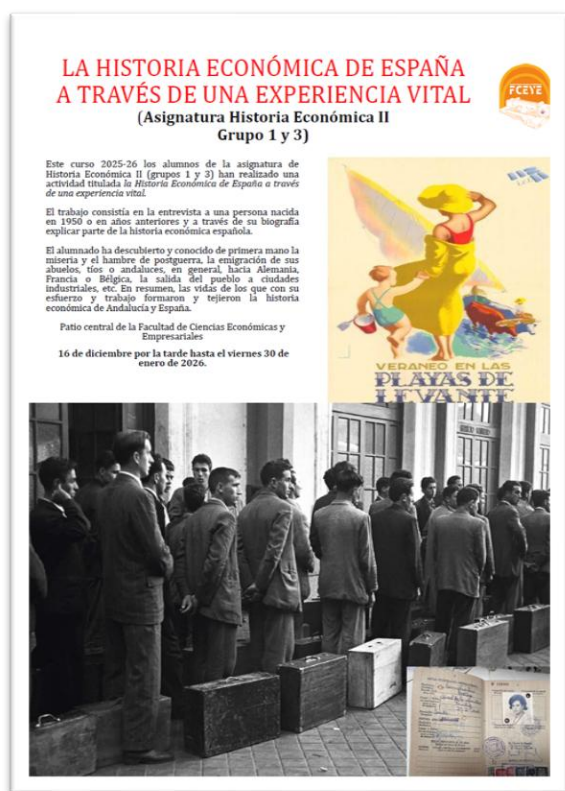 LA HISTORIA ECONÓMICA DE ESPAÑA
A TRAVÉS DE UNA EXPERIENCIA VITAL
(Asignatura Historia Económica II
Grupo 1 y 3)
FCEYE
Este curso 2025-26 los alumnos de la asignatura de
Historia Económica II (grupos 1 y 3) han realizado una
actividad titulada la Historia Económica de España a través
de una experiencia vital.
El trabajo consistía en la entrevista a una persona nacida
en 1950 o en años anteriores y a través de su biografía
explicar parte de la historia económica española.
El alumnado ha descubierto y conocido de primera mano la
miseria y el hambre de postguerra, la emigración de sus
abuelos, tíos o andaluces, en general, hacia Alemania,
Francia o Bélgica, la salida del pueblo a ciudades
industriales, etc. En resumen, las vidas de los que con su
esfuerzo y trabajo formaron y tejieron la historia
económica de Andalucía y España.
Patio central de la Facultad de Ciencias Económicas y
Empresariales
16 de diciembre por la tarde hasta el viernes 30 de
enero de 2026.
VERANEO EN LAS
PLAYAS DE
LEVANTE